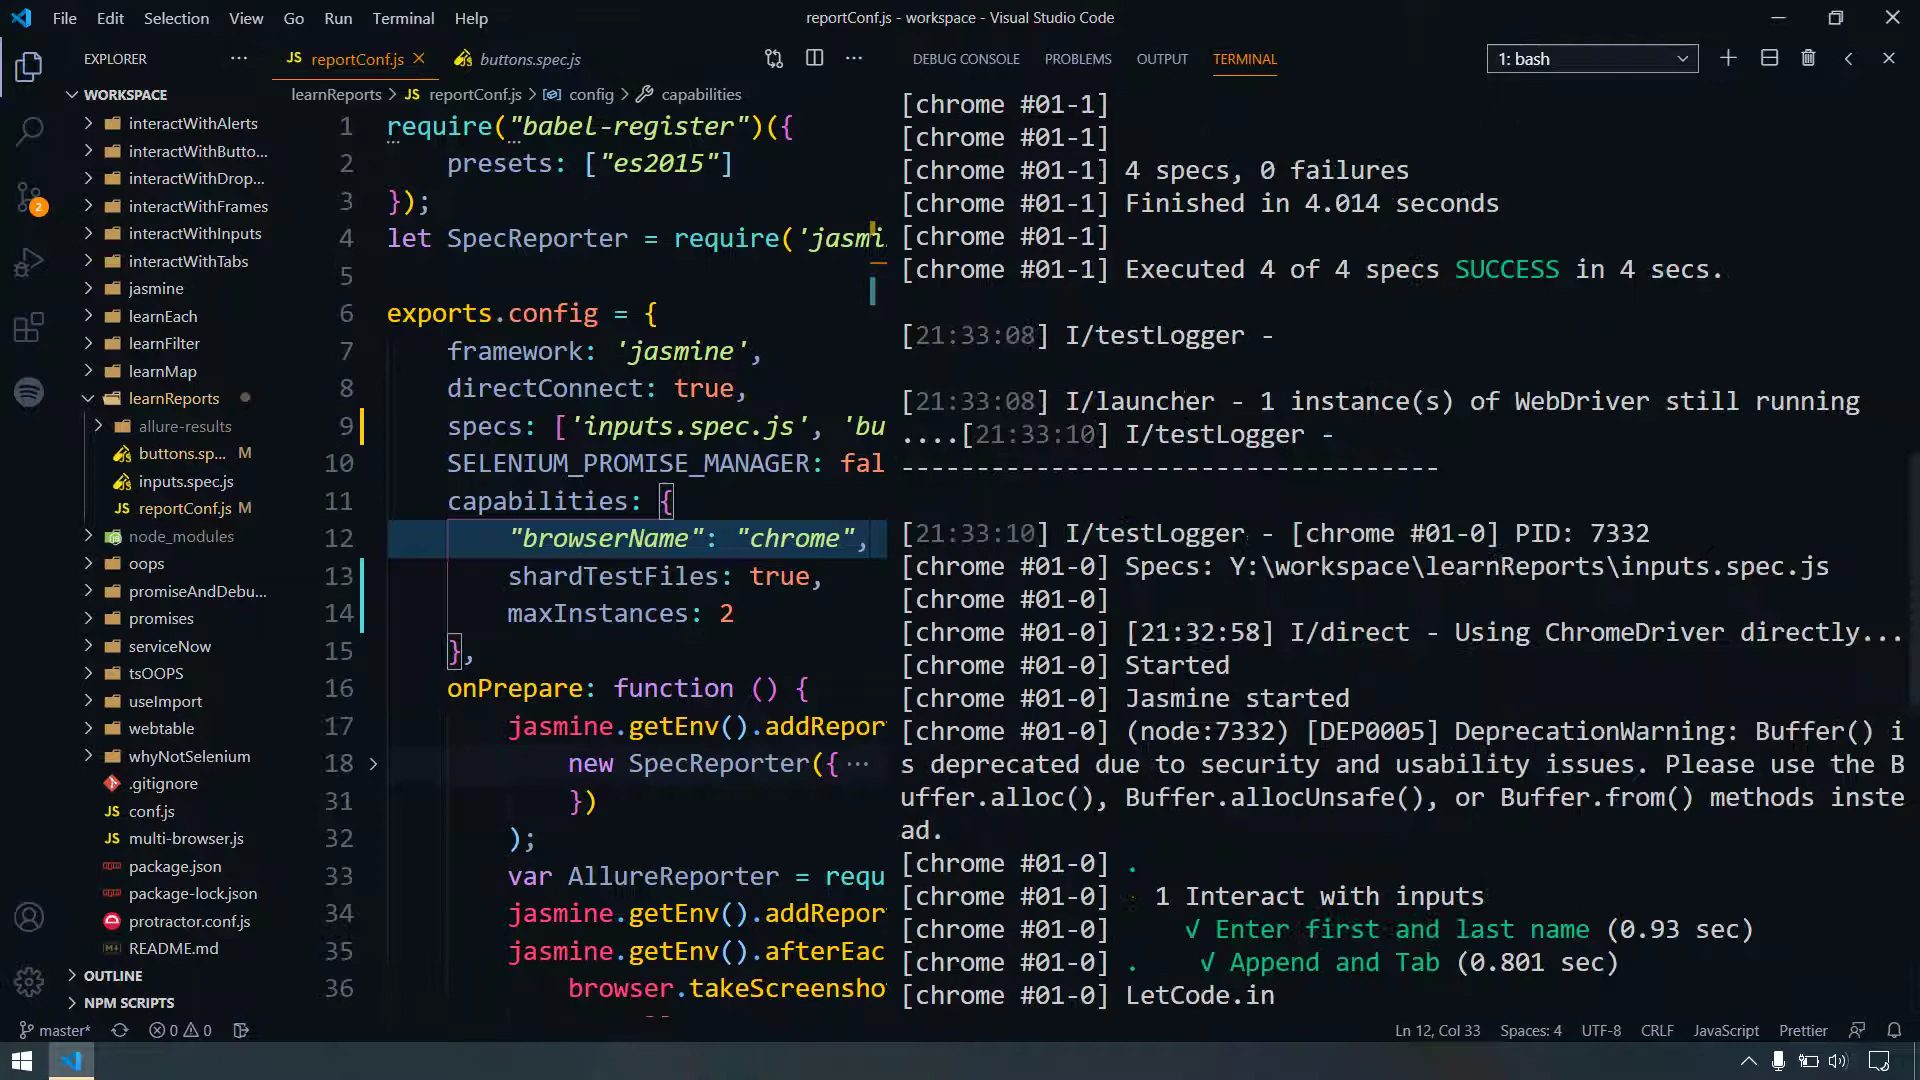 File Edit Selection View Go Run Terminal Help
reportConf.js - workspace - Visual Studio Code
EXPLORER
WORKSPACE
interactWithAlerts
interactWithButto...
interactWithDrop...
interactWithFrames
interactWithInputs
interactWithTabs
jasmine
learnEach
learnFilter
learnMap
learnReports
allure-results
buttons.sp... M
inputs.spec.js
reportConf.js M
node_modules
oops
promiseAndDebu...
promises
serviceNow
tsOOPS
useImport
webtable
whyNotSelenium
.gitignore
JS conf.js
JS multi-browser.js
package.json
package-lock.json
protractor.conf.js
README.md
OUTLINE
NPM SCRIPTS
2
JS reportConf.js buttons.spec.js
learnReports > JS reportConf.js > config > capabilities
1 require("babel-register")({
2 presets: ["es2015"]
3 });
4 let SpecReporter = require('jasmi
5
6 exports.config = {
7 framework: 'jasmine',
8 directConnect: true,
9 specs: ['inputs.spec.js', 'bu
10 SELENIUM_PROMISE_MANAGER: fal
11 capabilities: {
12 "browserName": "chrome",
13 shardTestFiles: true,
14 maxInstances: 2
15 },
16 onPrepare: function () {
17 jasmine.getEnv().addRepor
18 new SpecReporter({ ...
31 })
32 );
33 var AllureReporter = requ
34 jasmine.getEnv().addRepor
35 jasmine.getEnv().afterEac
36 browser.takeScreensho
DEBUG CONSOLE PROBLEMS OUTPUT TERMINAL
1: bash
[chrome #01-1]
[chrome #01-1]
[chrome #01-1] 4 specs, 0 failures
[chrome #01-1] Finished in 4.014 seconds
[chrome #01-1]
[chrome #01-1] Executed 4 of 4 specs SUCCESS in 4 secs.
[21:33:08] I/testLogger -
[21:33:08] I/launcher - 1 instance(s) of WebDriver still running
....[21:33:10] I/testLogger -
------------------------------------
[21:33:10] I/testLogger - [chrome #01-0] PID: 7332
[chrome #01-0] Specs: Y:\workspace\learnReports\inputs.spec.js
[chrome #01-0]
[chrome #01-0] [21:32:58] I/direct - Using ChromeDriver directly...
[chrome #01-0] Started
[chrome #01-0] Jasmine started
[chrome #01-0] (node:7332) [DEP0005] DeprecationWarning: Buffer() i
s deprecated due to security and usability issues. Please use the B
uffer.alloc(), Buffer.allocUnsafe(), or Buffer.from() methods inste
ad.
[chrome #01-0] .
[chrome #01-0] 1 Interact with inputs
[chrome #01-0] √ Enter first and last name (0.93 sec)
[chrome #01-0] . √ Append and Tab (0.801 sec)
[chrome #01-0] LetCode.in
master* 0 0
Ln 12, Col 33 Spaces: 4 UTF-8 CRLF JavaScript Prettier